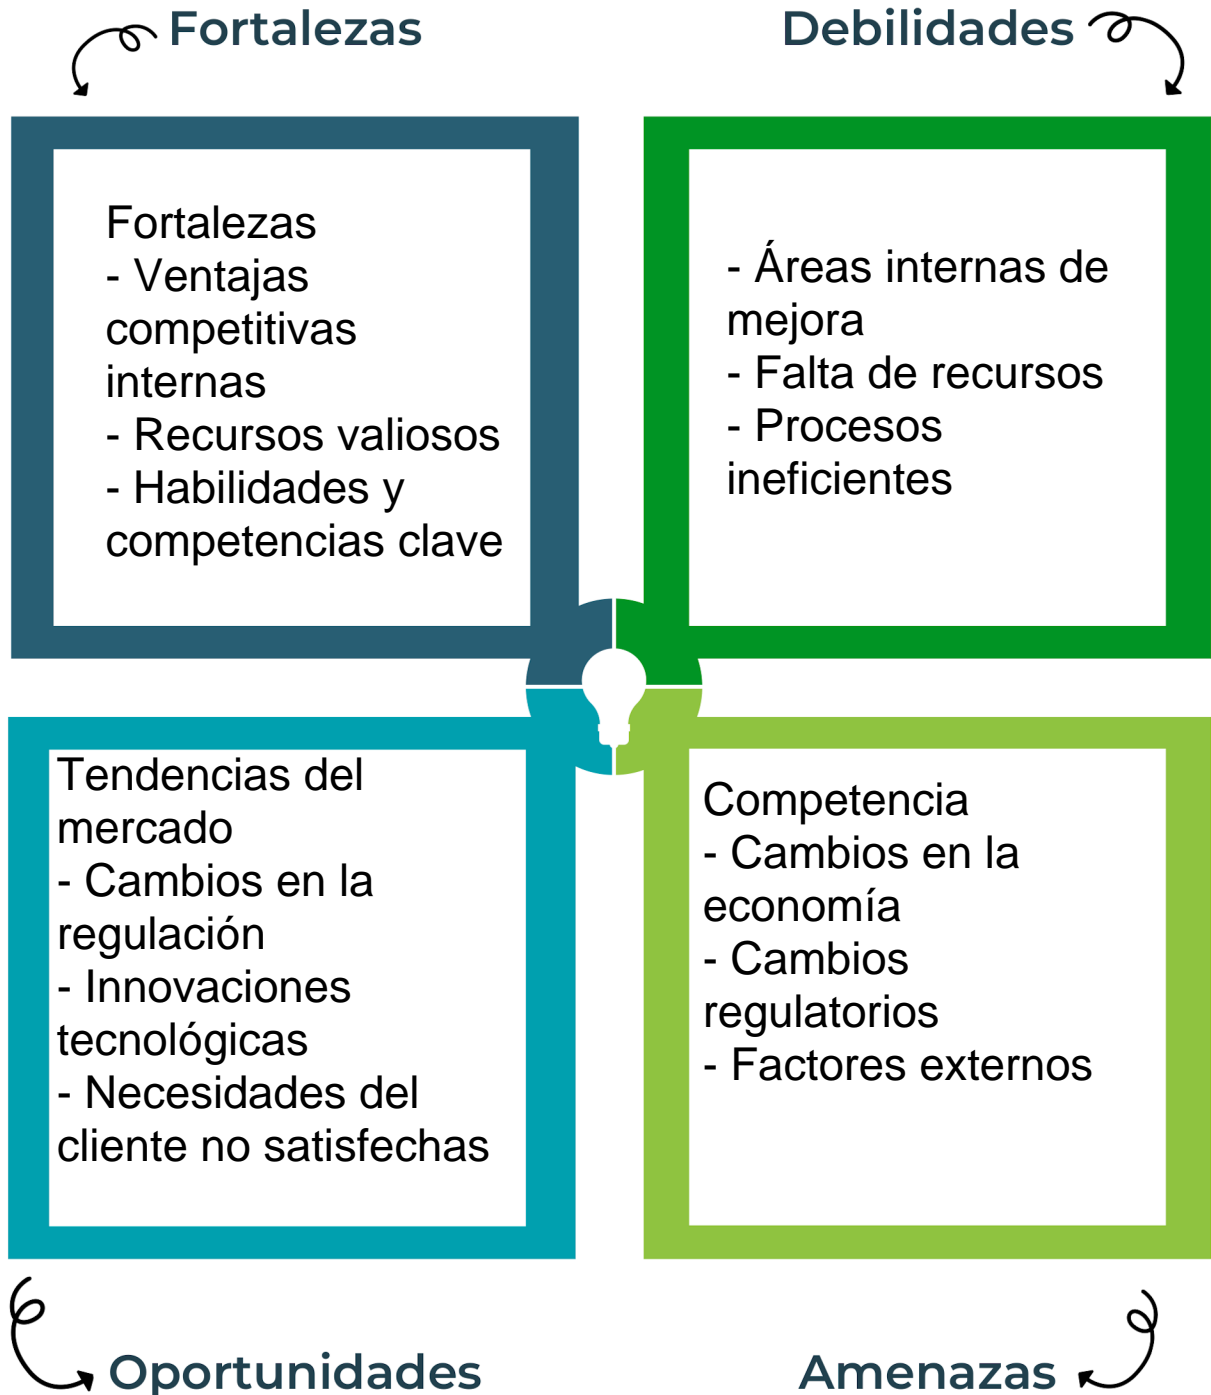 Fortalezas
Debilidades
Fortalezas
- Ventajas
competitivas
internas
- Recursos valiosos
- Habilidades y
competencias clave
- Áreas internas de
mejora
- Falta de recursos
- Procesos
ineficientes
Tendencias del
mercado
- Cambios en la
regulación
- Innovaciones
tecnológicas
- Necesidades del
cliente no satisfechas
Competencia
- Cambios en la
economía
- Cambios
regulatorios
- Factores externos
Oportunidades
Amenazas